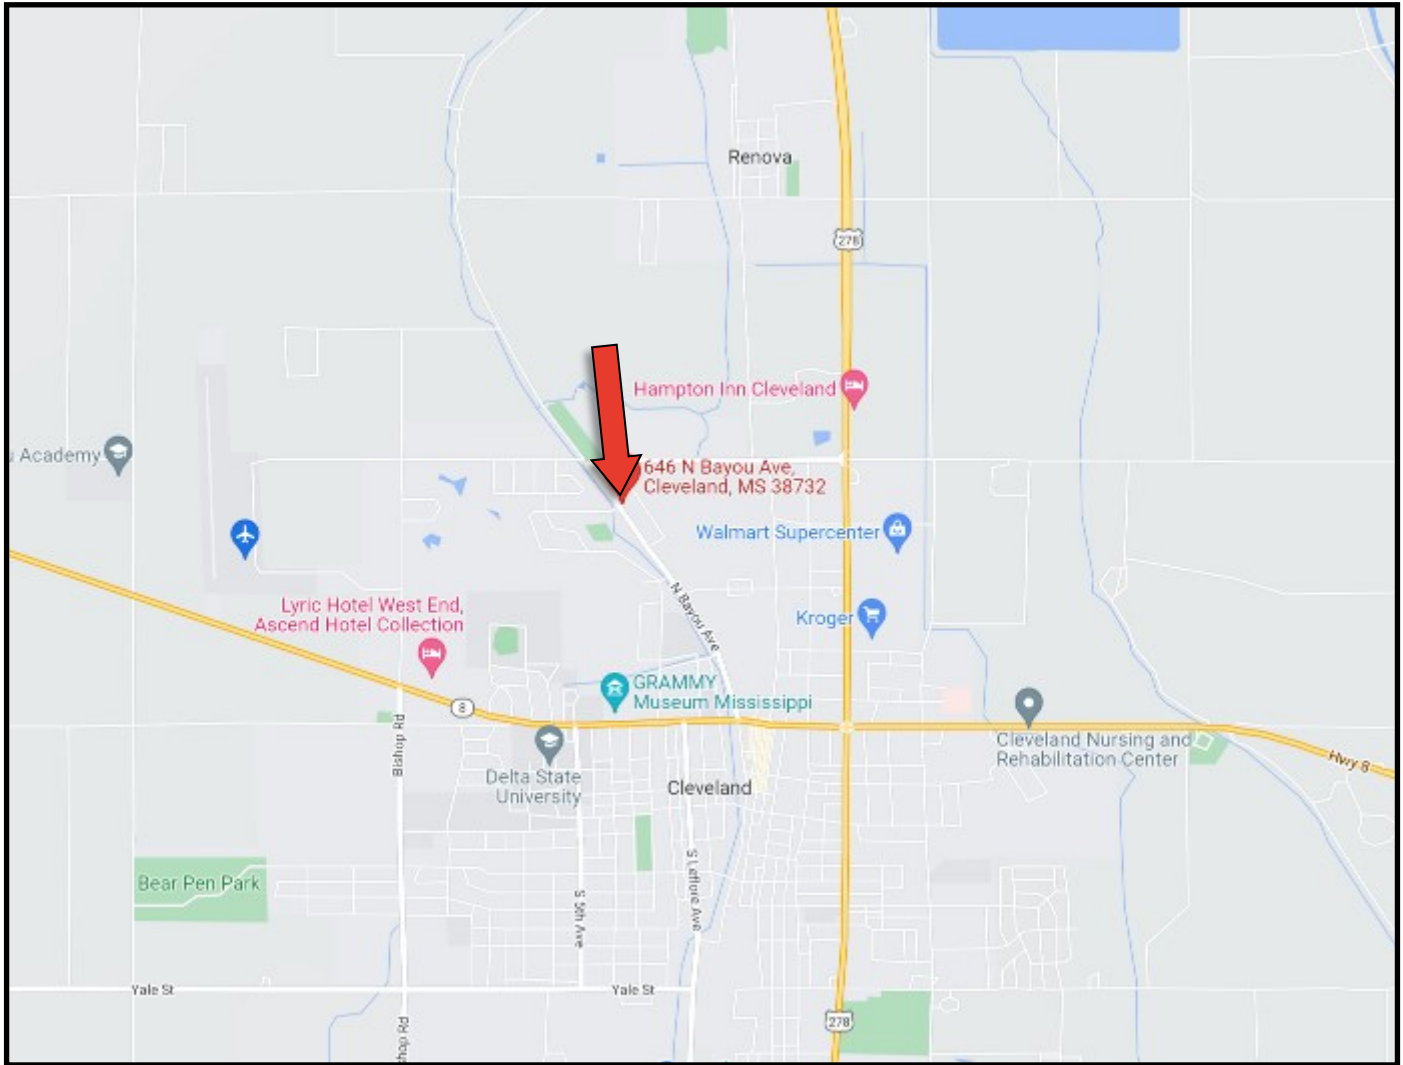 Renova
278
Hampton Inn Cleveland
Academy
646 N Bayou Ave,
Cleveland, MS 38732
Walmart Supercenter
N Bayou Ave
Lyric Hotel West End,
Ascend Hotel Collection
Kroger
GRAMMY
Museum Mississippi
8
Bishop Rd
Cleveland Nursing and
Rehabilitation Center
Hwy 8
Delta State
University
Cleveland
Bear Pen Park
S 5th Ave
S Leflore Ave
Yale St
Yale St
278